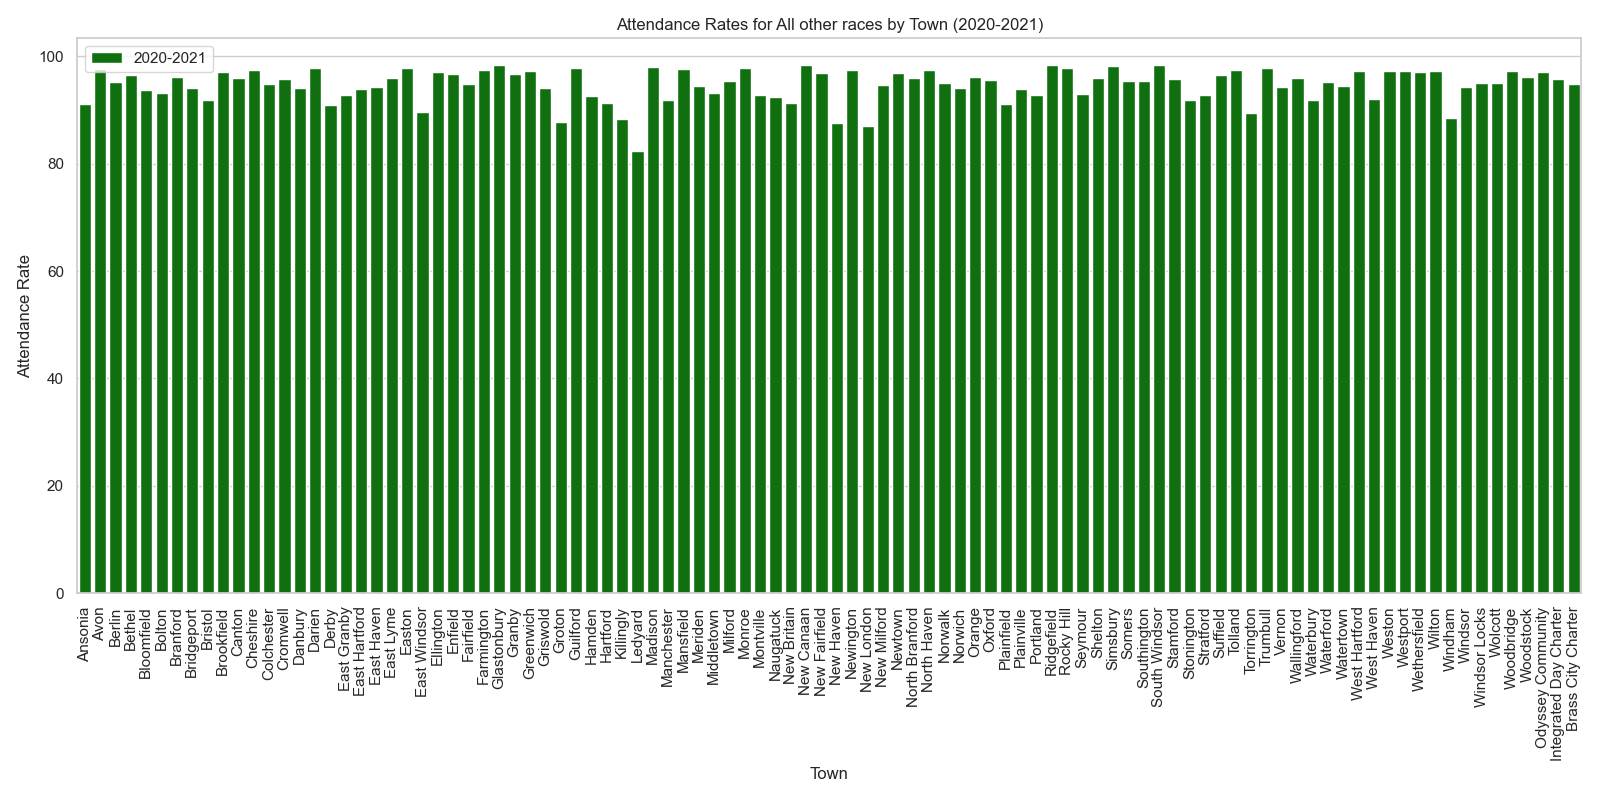 Attendance Rates for All other races by Town (2020-2021)
2020-2021
100
80
60
40
20
0
Attendance Rate
Ansonia
Avon
Berlin
Bethel
Bloomfield
Bolton
Branford
Bridgeport
Bristol
Brookfield
Canton
Cheshire
Colchester
Cromwell
Danbury
Darien
Derby
East Granby
East Hartford
East Haven
East Lyme
Easton
East Windsor
Ellington
Enfield
Fairfield
Farmington
Glastonbury
Granby
Greenwich
Griswold
Groton
Guilford
Hamden
Hartford
Killingly
Ledyard
Madison
Manchester
Mansfield
Meriden
Middletown
Milford
Monroe
Montville
Naugatuck
New Britain
New Canaan
New Fairfield
New Haven
Newington
New London
New Milford
Newtown
North Branford
North Haven
Norwalk
Norwich
Orange
Oxford
Plainfield
Plainville
Portland
Ridgefield
Rocky Hill
Seymour
Shelton
Simsbury
Somers
Southington
South Windsor
Stamford
Stonington
Stratford
Suffield
Tolland
Torrington
Trumbull
Vernon
Wallingford
Waterbury
Waterford
Watertown
West Hartford
West Haven
Weston
Westport
Wethersfield
Wilton
Windham
Windsor
Windsor Locks
Wolcott
Woodbridge
Woodstock
Odyssey Community
Integrated Day Charter
Brass City Charter
Town